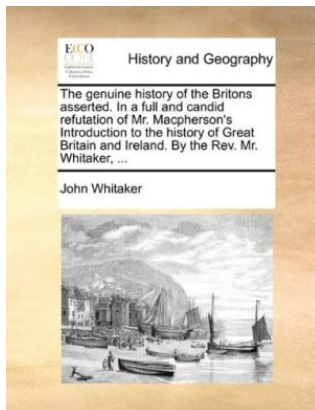 ECCO
History and Geography
The genuine history of the Britons
asserted. In a full and candid
refutation of Mr. Macpherson's
Introduction to the history of Great
Britain and Ireland. By the Rev. Mr.
Whitaker, ...
John Whitaker